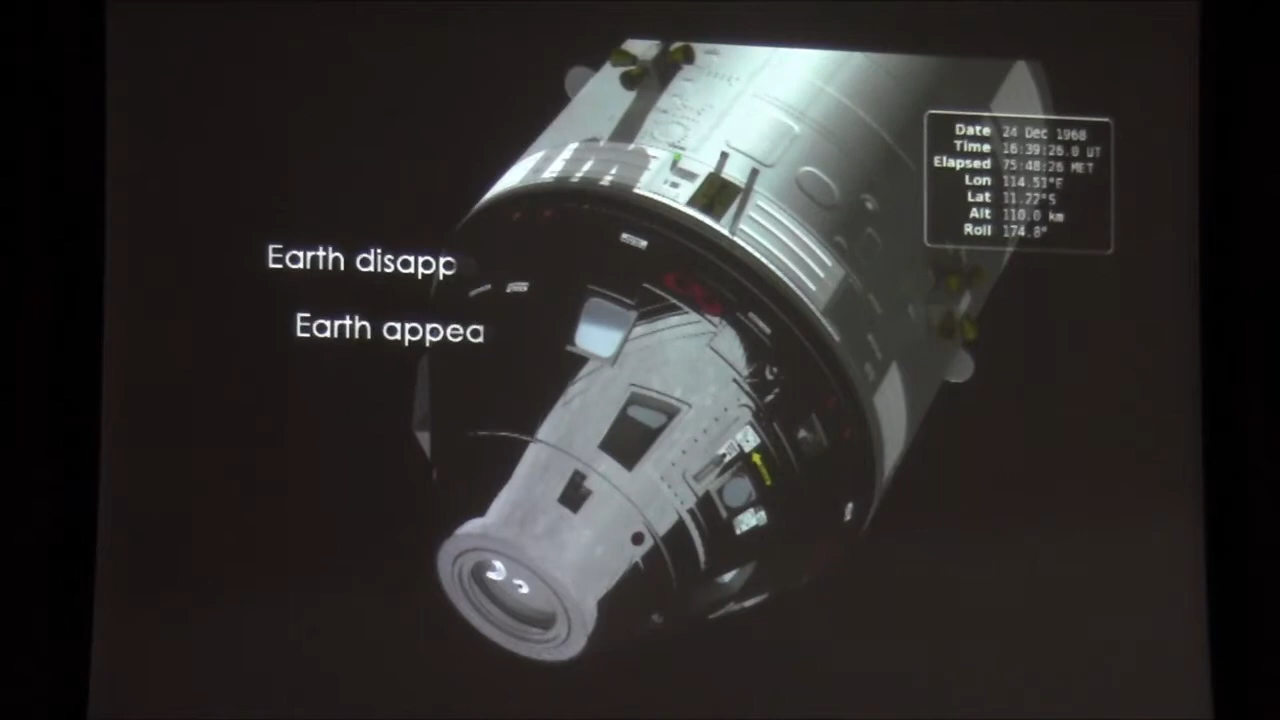 Date 24 Dec 1968
Time 16:39:26.0 UT
Elapsed 75:48:26 MET
Lon 114.51°E
Lat 11.22°S
Alt 110.0 km
Roll 174.8°
Earth disapp
Earth appea